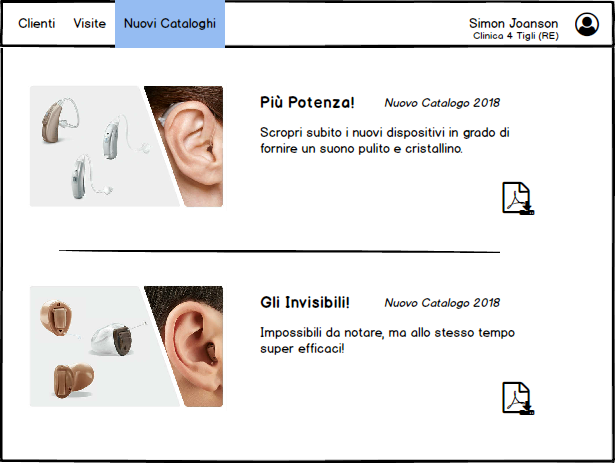 Clienti Visite Nuovi Cataloghi
Simon Joanson
Clinica 4 Tigli (RE)
Più Potenza! Nuovo Catalogo 2018
Scropri subito i nuovi dispositivi in grado di
fornire un suono pulito e cristallino.
Gli Invisibili! Nuovo Catalogo 2018
Impossibili da notare, ma allo stesso tempo
super efficaci!